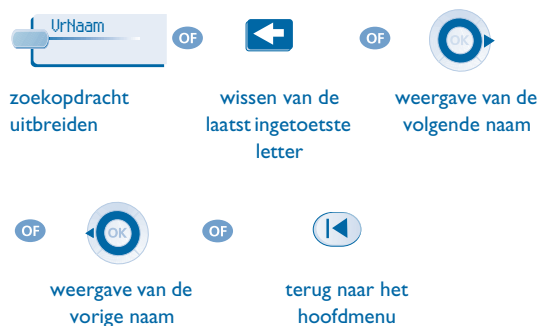 VrNaam
OF
OF
OK
zoekopdracht
uitbreiden
wissen van de
laatst ingetoetste
letter
weergave van de
volgende naam
OF
OK
OF
weergave van de
vorige naam
terug naar het
hoofdmenu